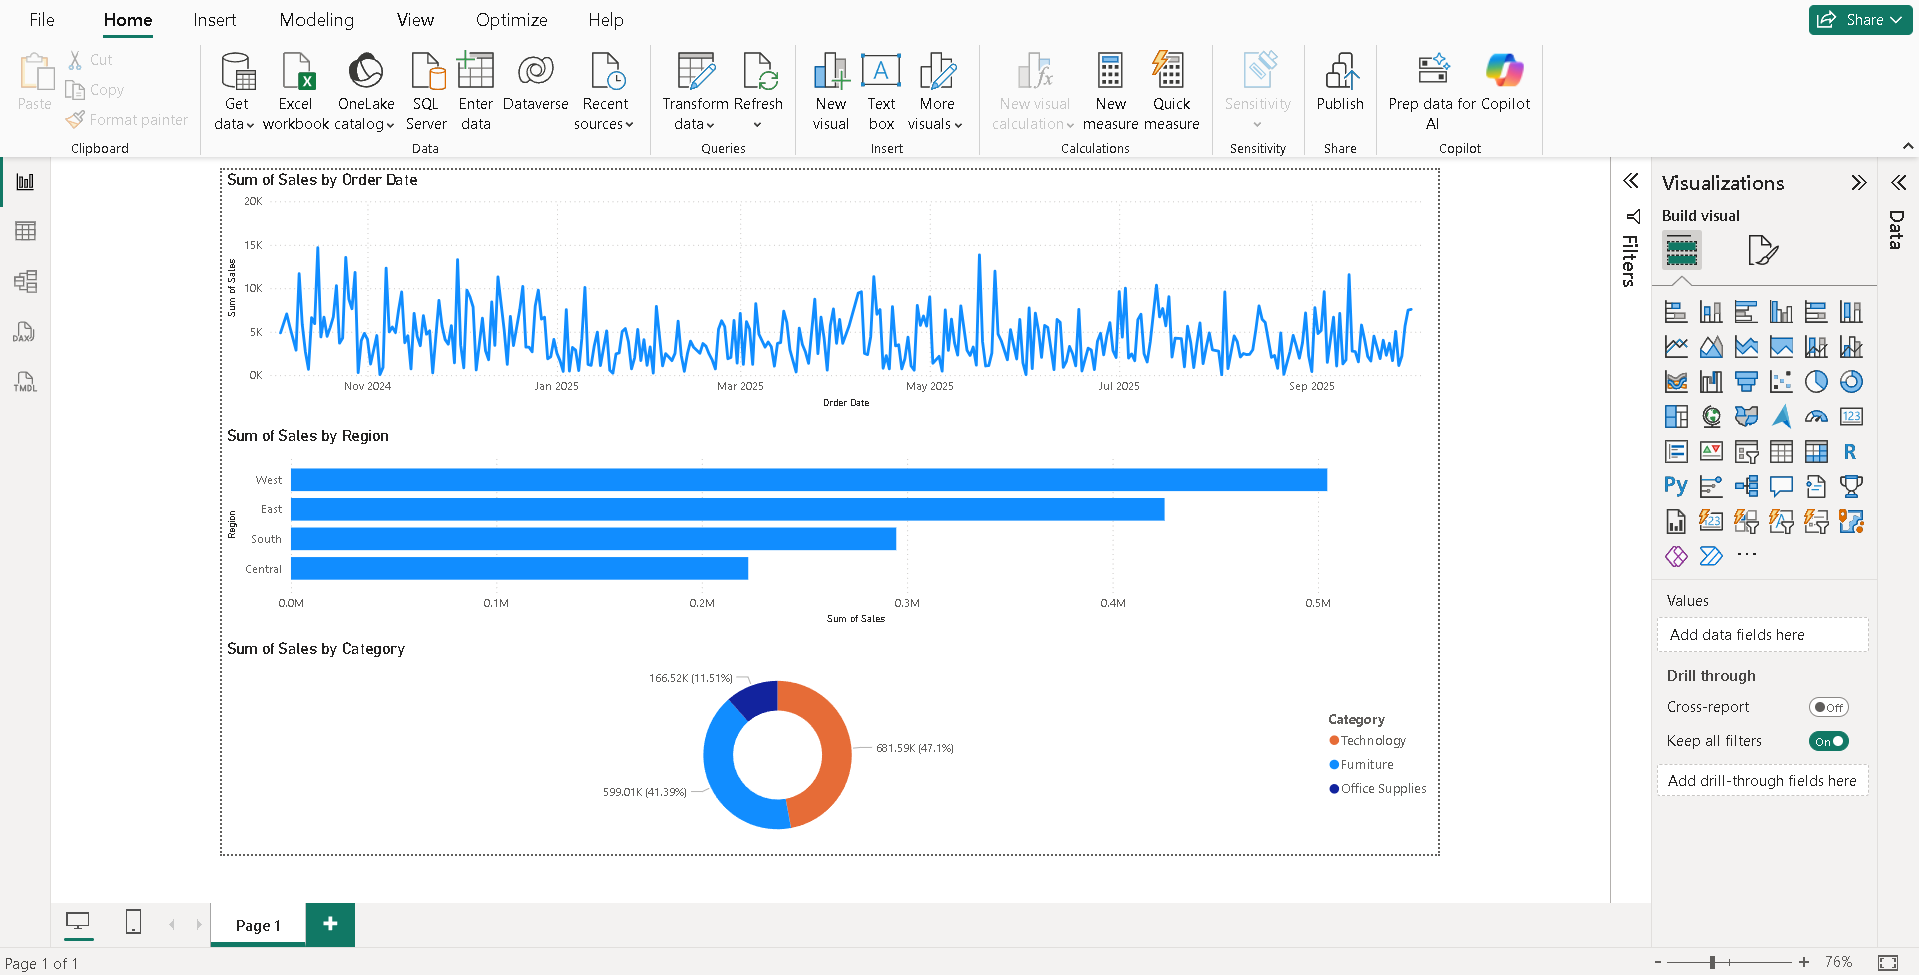 File Home Insert Modeling View Optimize Help Share
Paste
Cut
Copy
Format painter
Clipboard
Get data
Excel workbook
OneLake catalog
SQL Server
Enter data
Dataverse
Recent sources
Data
Transform data
Refresh
Queries
New visual
A
Text box
More visuals
Insert
New visual calculation
New measure
Quick measure
Calculations
Sensitivity
Sensitivity
Publish
Share
Prep data for AI
Copilot
Copilot
DAX
TMDL
Sum of Sales by Order Date
Sum of Sales
20K
15K
10K
5K
0K
Nov 2024 Jan 2025 Mar 2025 May 2025 Jul 2025 Sep 2025
Order Date
Sum of Sales by Region
Region
West
East
South
Central
0.0M 0.1M 0.2M 0.3M 0.4M 0.5M
Sum of Sales
Sum of Sales by Category
166.52K (11.51%)
681.59K (47.1%)
599.01K (41.39%)
Category
Technology
Furniture
Office Supplies
Filters
Visualizations
Build visual
123
R
Py
123
Values
Add data fields here
Drill through
Cross-report Off
Keep all filters On
Add drill-through fields here
Data
Page 1
Page 1 of 1
76%